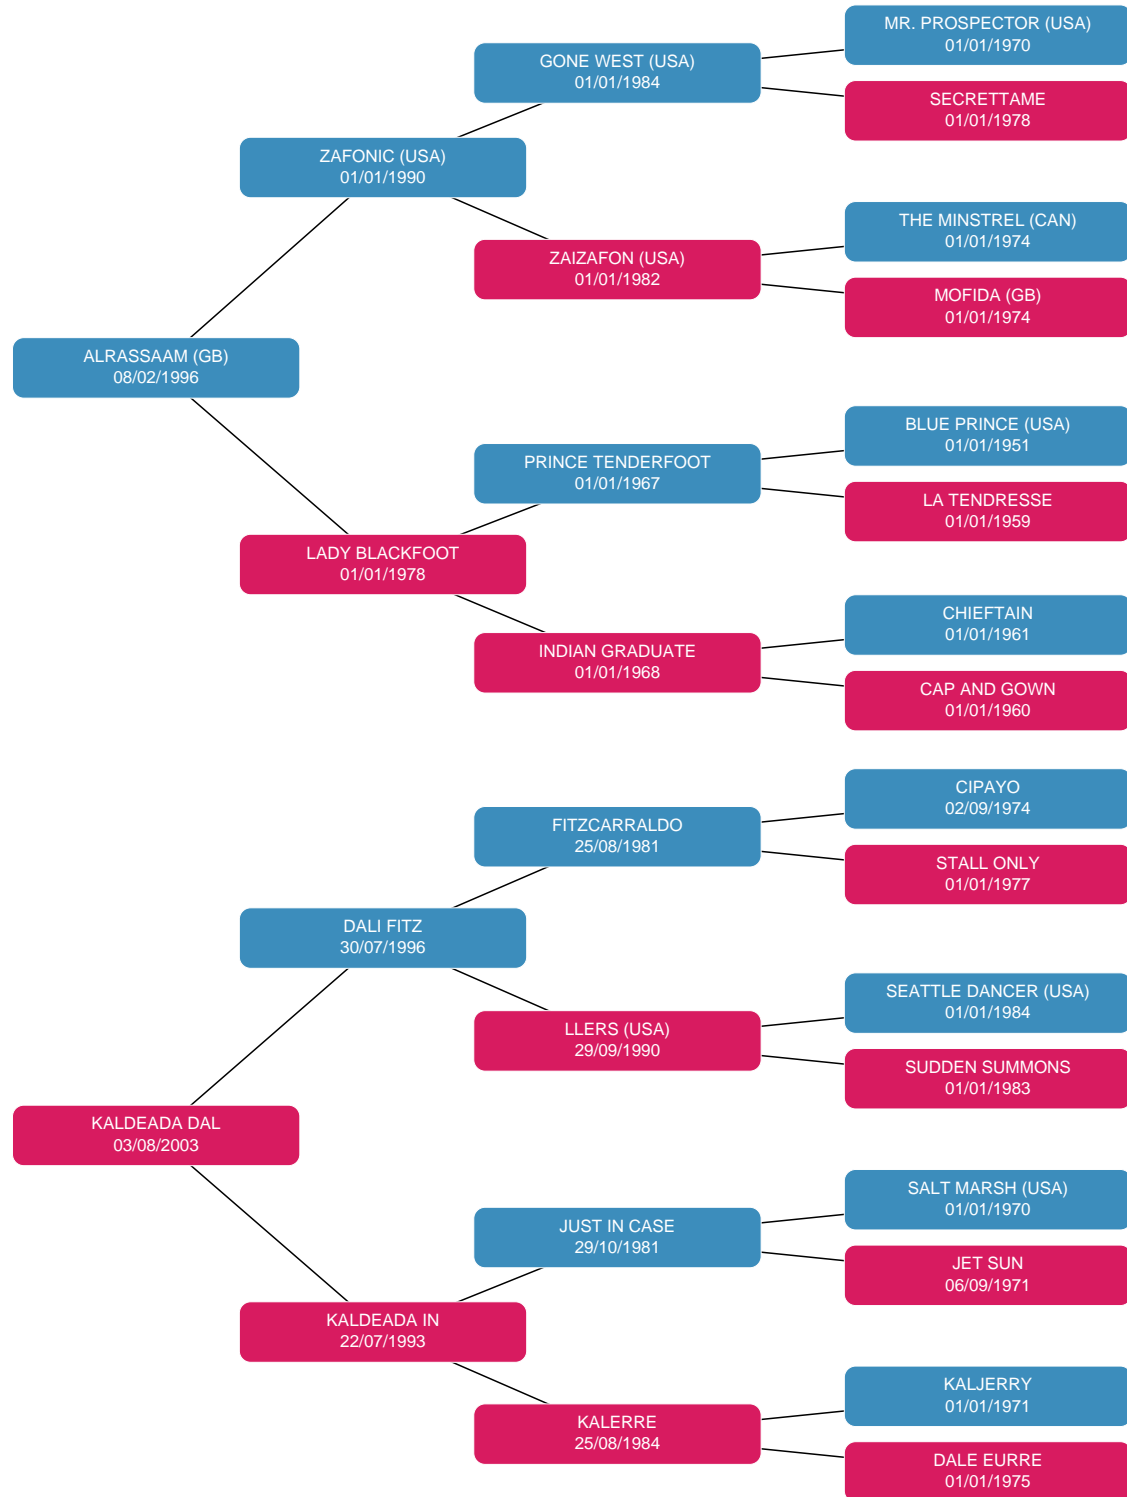 MR. PROSPECTOR (USA)
01/01/1970
GONE WEST (USA)
01/01/1984
SECRETTAME
01/01/1978
ZAFONIC (USA)
01/01/1990
THE MINSTREL (CAN)
01/01/1974
ZAIZAFON (USA)
01/01/1982
MOFIDA (GB)
01/01/1974
ALRASSAAM (GB)
08/02/1996
BLUE PRINCE (USA)
01/01/1951
PRINCE TENDERFOOT
01/01/1967
LA TENDRESSE
01/01/1959
LADY BLACKFOOT
01/01/1978
CHIEFTAIN
01/01/1961
INDIAN GRADUATE
01/01/1968
CAP AND GOWN
01/01/1960
CIPAYO
02/09/1974
FITZCARRALDO
25/08/1981
STALL ONLY
01/01/1977
DALI FITZ
30/07/1996
SEATTLE DANCER (USA)
01/01/1984
LLERS (USA)
29/09/1990
SUDDEN SUMMONS
01/01/1983
KALDEADA DAL
03/08/2003
SALT MARSH (USA)
01/01/1970
JUST IN CASE
29/10/1981
JET SUN
06/09/1971
KALDEADA IN
22/07/1993
KALJERRY
01/01/1971
KALERRE
25/08/1984
DALE EURRE
01/01/1975